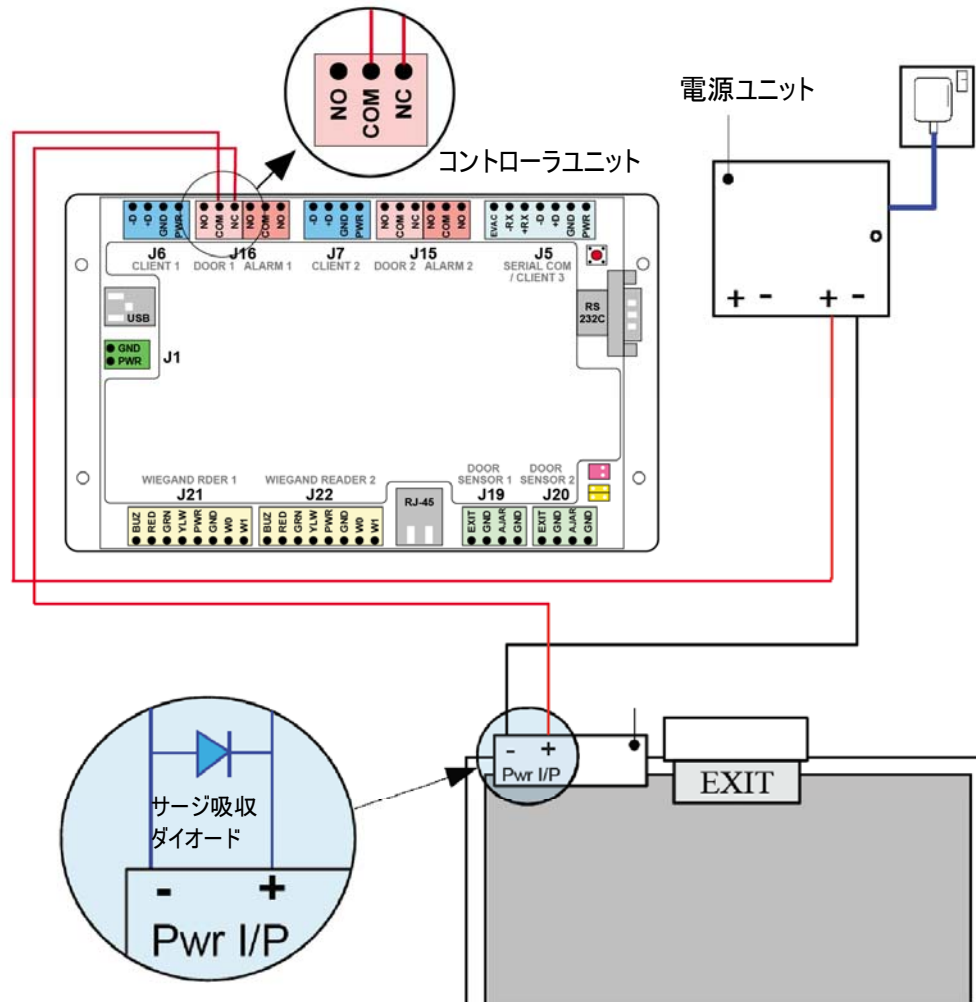 NO COM NC
電源ユニット
コントローラユニット
-D +D GND PWR
NO COM NC NO COM NO
-D +D GND PWR
NO COM NC NO COM NO
EVAC -RX +RX -D +D GND PWR
J6 J16 J7 J15 J5
CLIENT 1 DOOR 1 ALARM 1 CLIENT 2 DOOR 2 ALARM 2 SERIAL COM
/ CLIENT 3
USB
RS
232C
GND
PWR
J1
+ - + -
WIEGAND RDER 1
J21
WIEGAND READER 2
J22
RJ-45
DOOR
SENSOR 1
J19
DOOR
SENSOR 2
J20
BUZ RED GRN YLW PWR GND W0 W1
BUZ RED GRN YLW PWR GND W0 W1
EXIT GND AJAR GND
EXIT GND AJAR GND
- +
Pwr I/P
EXIT
サージ吸収
ダイオード
- +
Pwr I/P